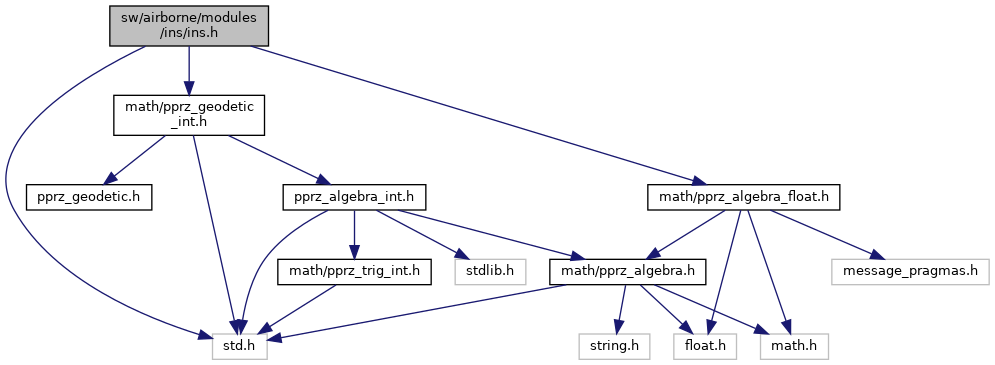 sw/airborne/modules
/ins/ins.h
math/pprz_geodetic
_int.h
pprz_geodetic.h
pprz_algebra_int.h
math/pprz_algebra_float.h
math/pprz_trig_int.h
stdlib.h
math/pprz_algebra.h
message_pragmas.h
std.h
string.h
float.h
math.h